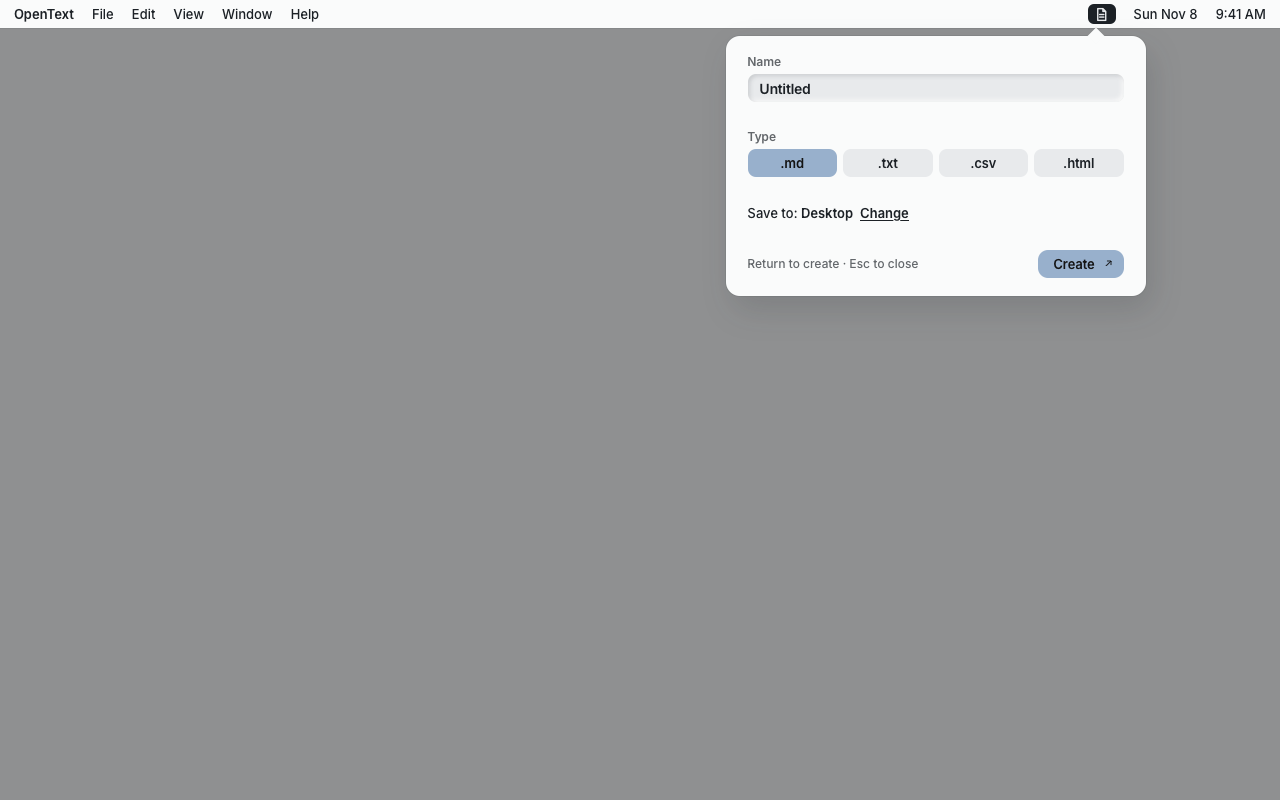 OpenText File Edit View Window Help Sun Nov 8 9:41 AM
Name
Untitled
Type
.md .txt .csv .html
Save to: Desktop Change
Return to create · Esc to close Create ↗